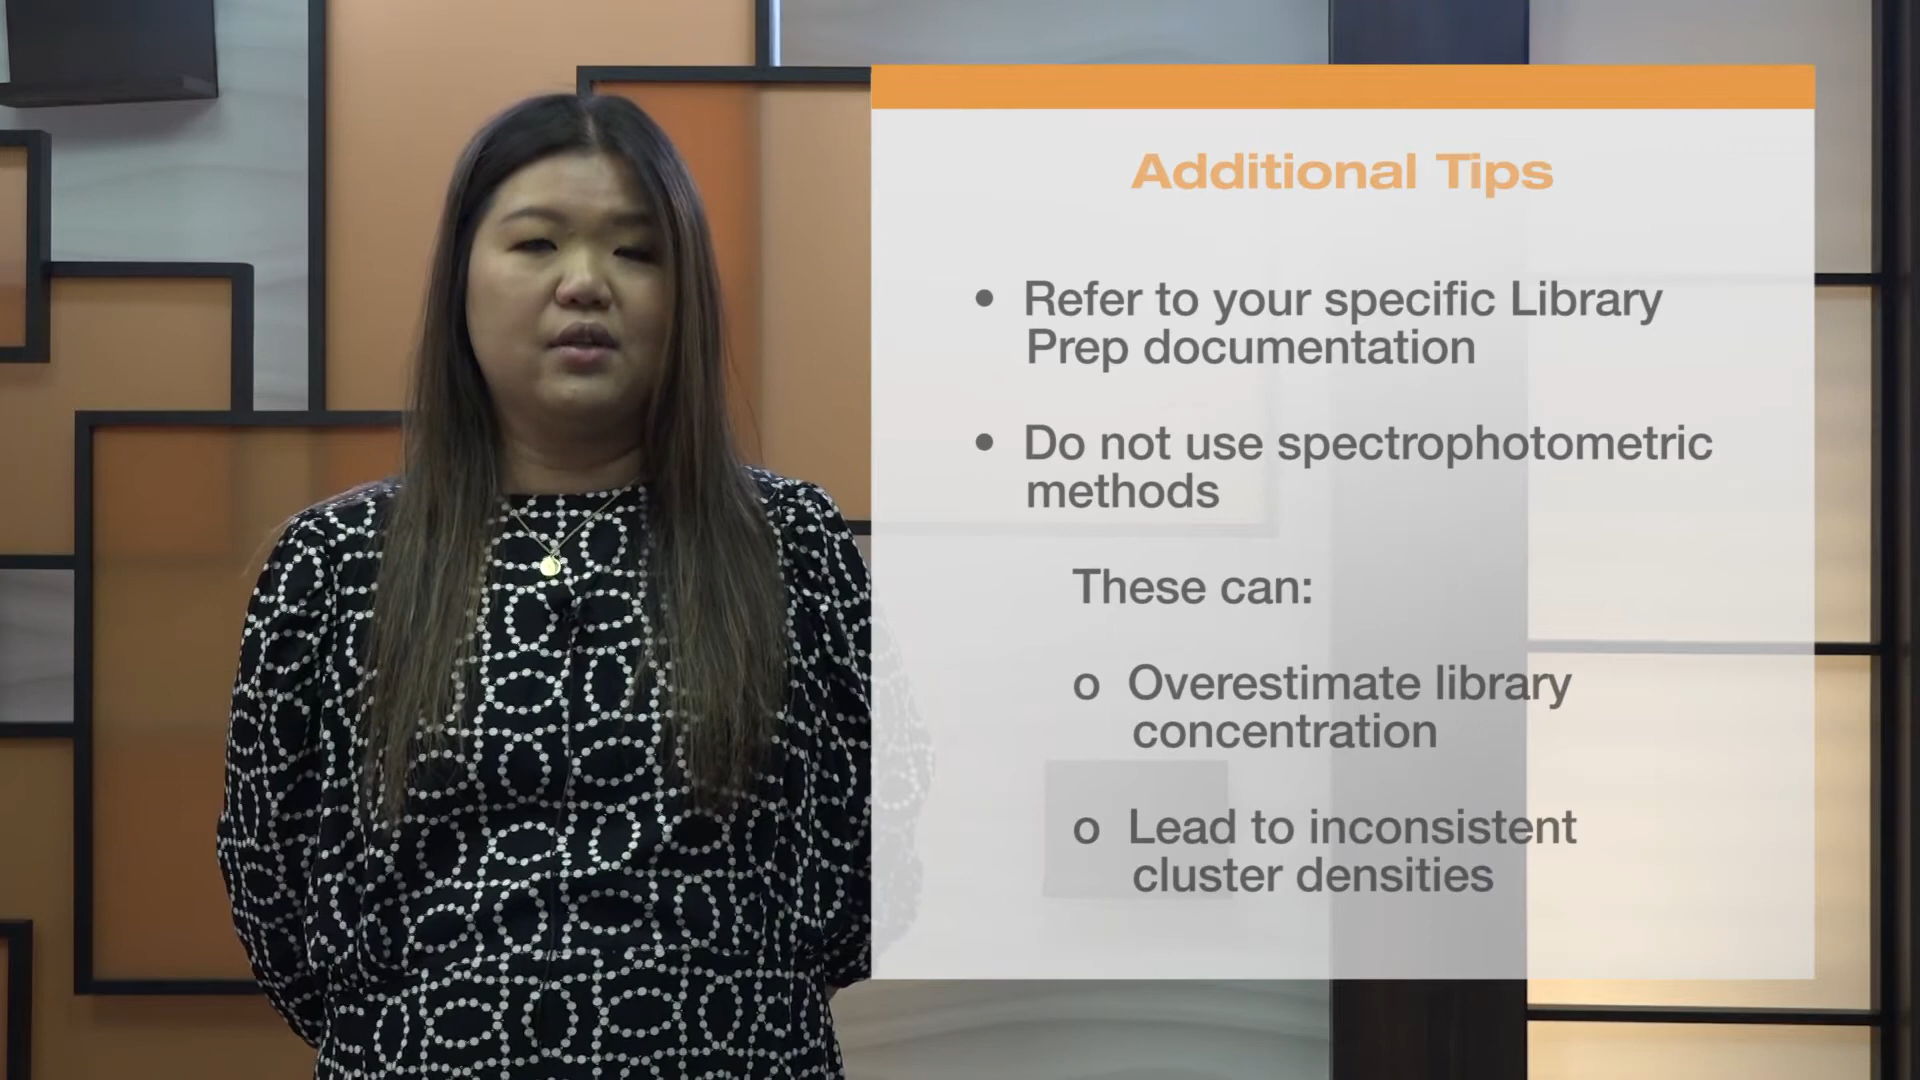 Additional Tips
• Refer to your specific Library
Prep documentation
• Do not use spectrophotometric
methods
These can:
o Overestimate library
concentration
o Lead to inconsistent
cluster densities